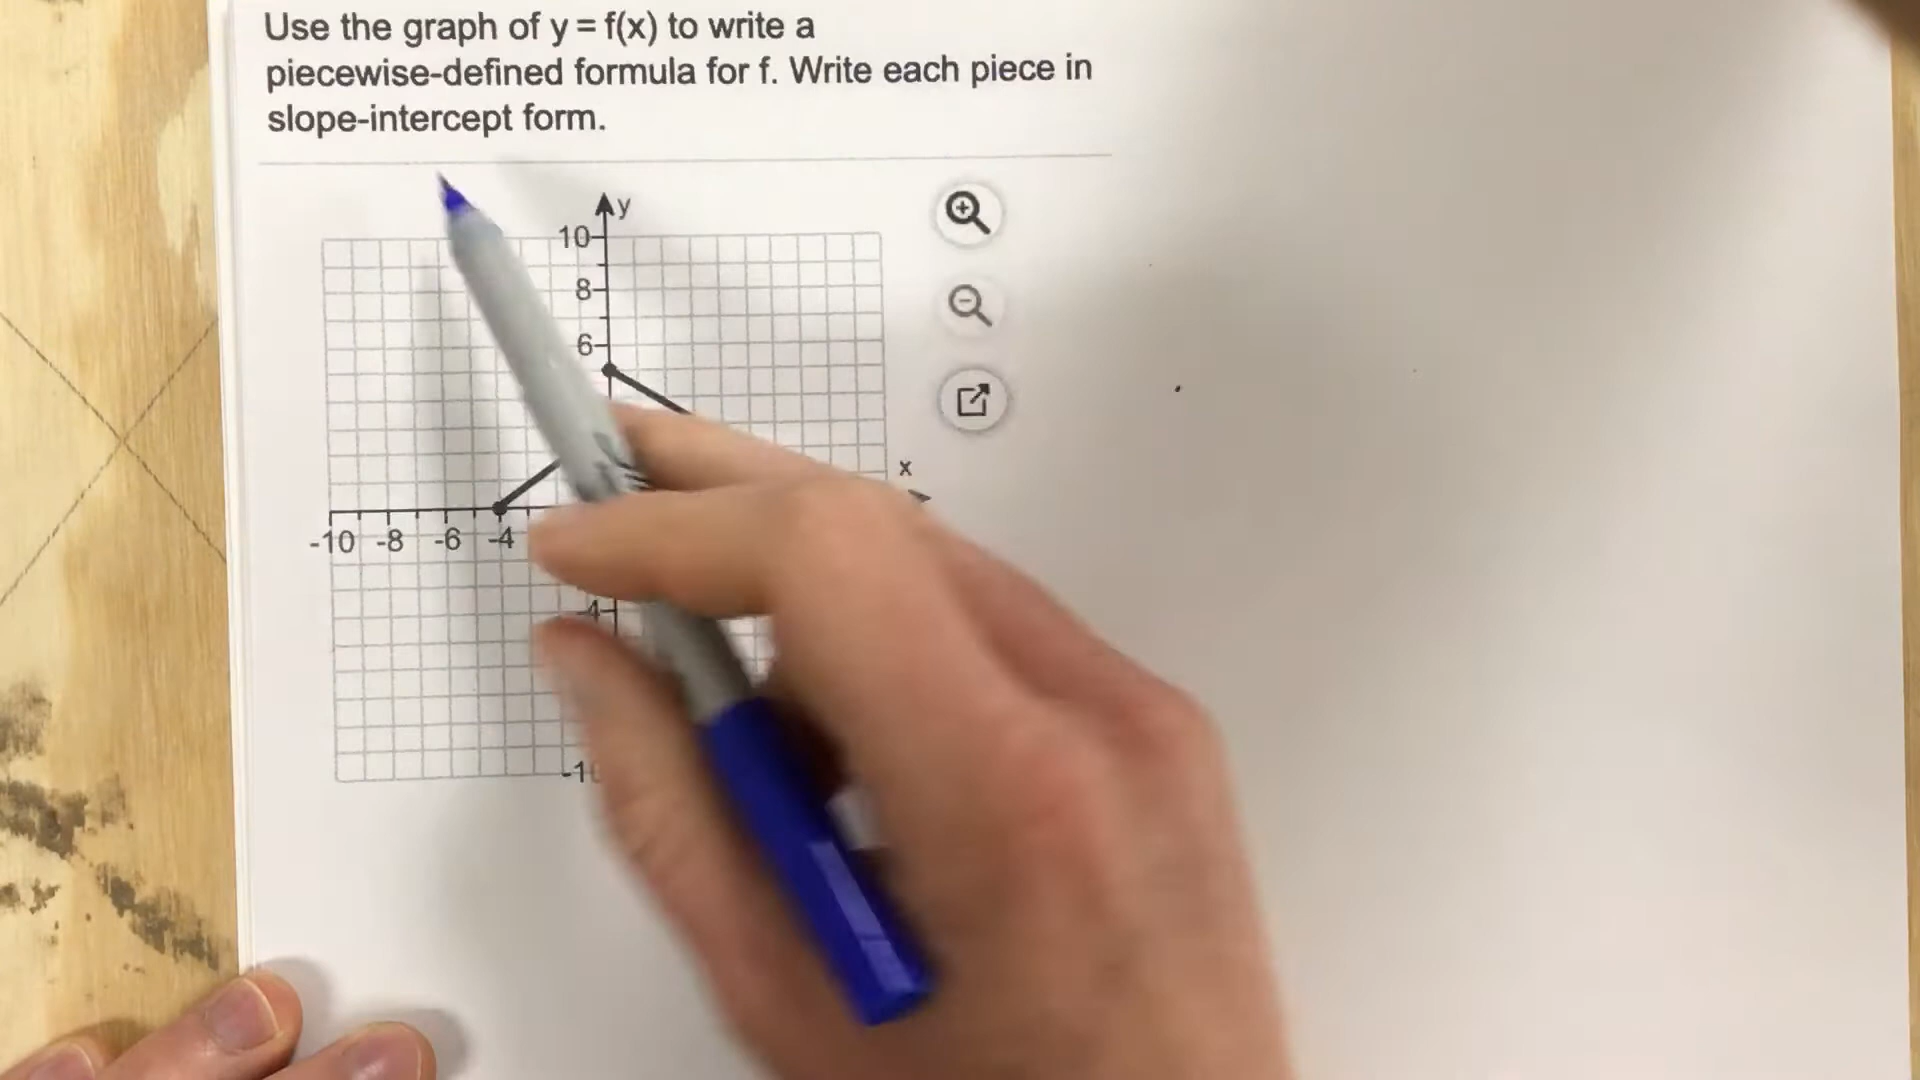 Use the graph of y = f(x) to write a
piecewise-defined formula for f. Write each piece in
slope-intercept form.
y
10
8
6
x
-10 -8 -6 -4
-4